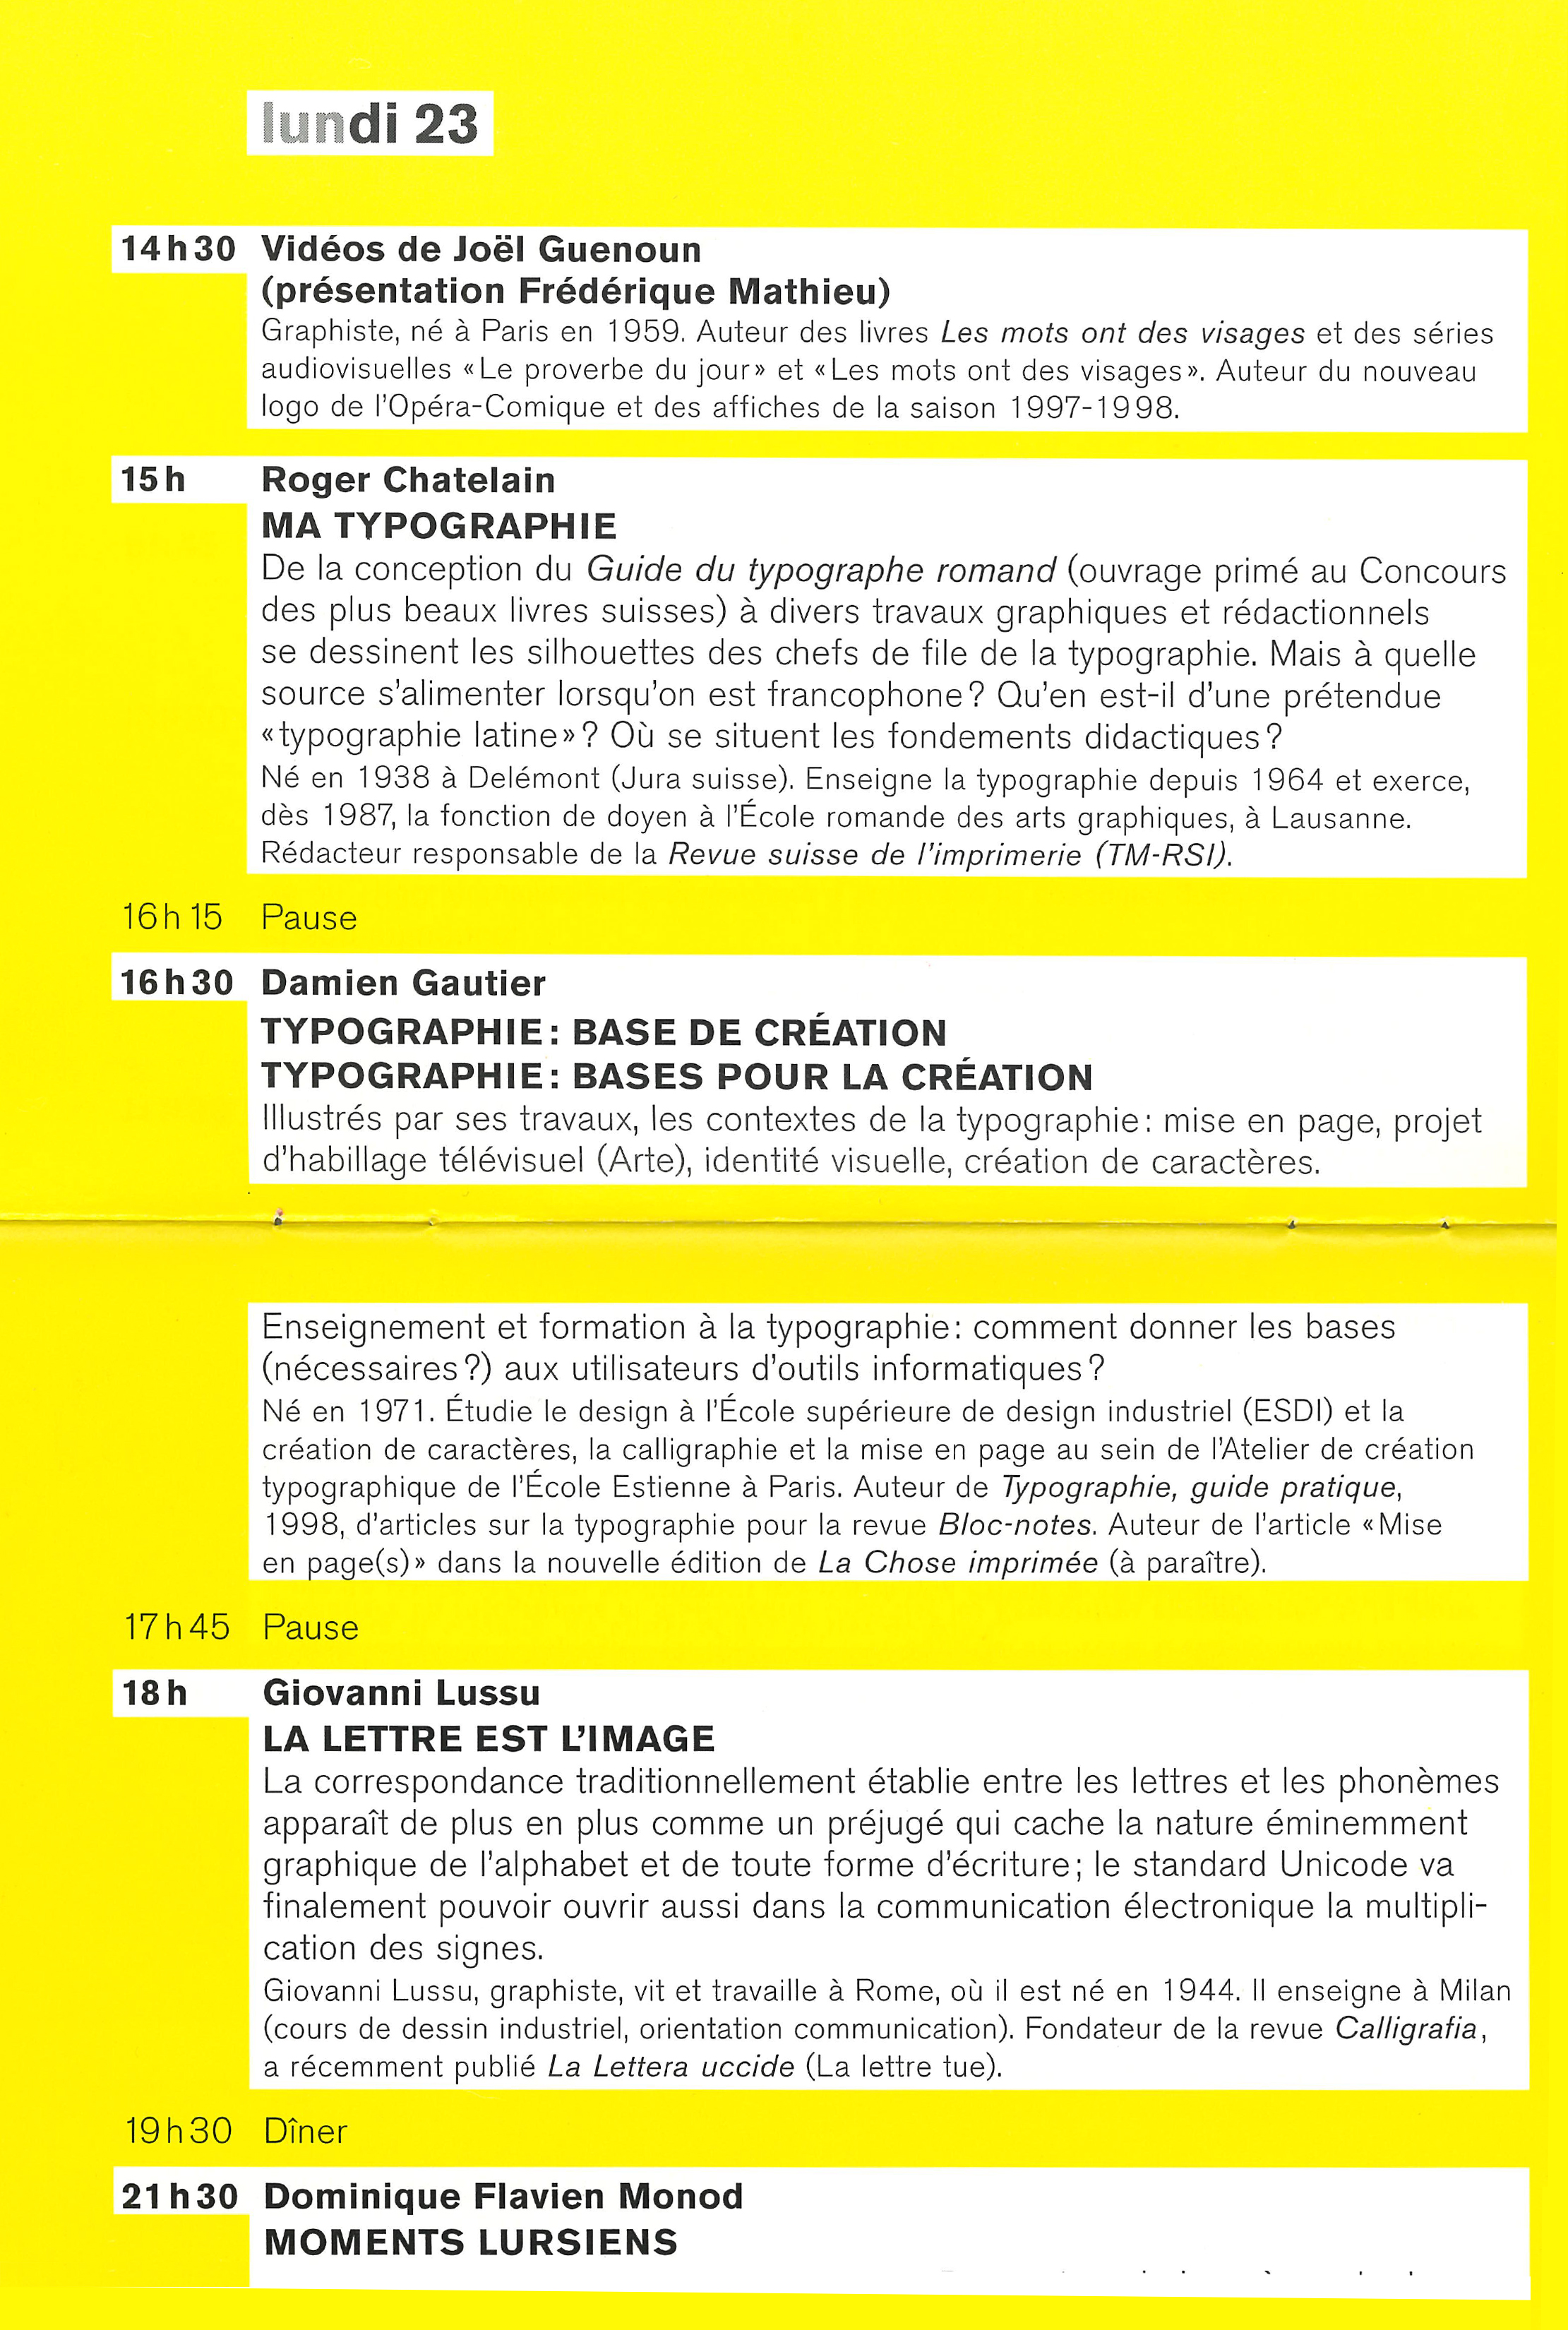 lundi 23
14 h 30 Vidéos de Joël Guenoun
(présentation Frédérique Mathieu)
Graphiste, né à Paris en 1959. Auteur des livres Les mots ont des visages et des séries
audiovisuelles « Le proverbe du jour » et « Les mots ont des visages ». Auteur du nouveau
logo de l'Opéra-Comique et des affiches de la saison 1997-1998.
15 h Roger Chatelain
MA TYPOGRAPHIE
De la conception du Guide du typographe romand (ouvrage primé au Concours
des plus beaux livres suisses) à divers travaux graphiques et rédactionnels
se dessinent les silhouettes des chefs de file de la typographie. Mais à quelle
source s'alimenter lorsqu'on est francophone ? Qu'en est-il d'une prétendue
« typographie latine » ? Où se situent les fondements didactiques ?
Né en 1938 à Delémont (Jura suisse). Enseigne la typographie depuis 1964 et exerce,
dès 1987, la fonction de doyen à l'École romande des arts graphiques, à Lausanne.
Rédacteur responsable de la Revue suisse de l'imprimerie (TM-RSI).
16 h 15 Pause
16 h 30 Damien Gautier
TYPOGRAPHIE : BASE DE CRÉATION
TYPOGRAPHIE : BASES POUR LA CRÉATION
Illustrés par ses travaux, les contextes de la typographie : mise en page, projet
d'habillage télévisuel (Arte), identité visuelle, création de caractères.
Enseignement et formation à la typographie : comment donner les bases
(nécessaires ?) aux utilisateurs d'outils informatiques ?
Né en 1971. Étudie le design à l'École supérieure de design industriel (ESDI) et la
création de caractères, la calligraphie et la mise en page au sein de l'Atelier de création
typographique de l'École Estienne à Paris. Auteur de Typographie, guide pratique,
1998, d'articles sur la typographie pour la revue Bloc-notes. Auteur de l'article « Mise
en page(s) » dans la nouvelle édition de La Chose imprimée (à paraître).
17 h 45 Pause
18 h Giovanni Lussu
LA LETTRE EST L'IMAGE
La correspondance traditionnellement établie entre les lettres et les phonèmes
apparaît de plus en plus comme un préjugé qui cache la nature éminemment
graphique de l'alphabet et de toute forme d'écriture ; le standard Unicode va
finalement pouvoir ouvrir aussi dans la communication électronique la multipli-
cation des signes.
Giovanni Lussu, graphiste, vit et travaille à Rome, où il est né en 1944. Il enseigne à Milan
(cours de dessin industriel, orientation communication). Fondateur de la revue Calligrafia,
a récemment publié La Lettera uccide (La lettre tue).
19 h 30 Dîner
21 h 30 Dominique Flavien Monod
MOMENTS LURSIENS